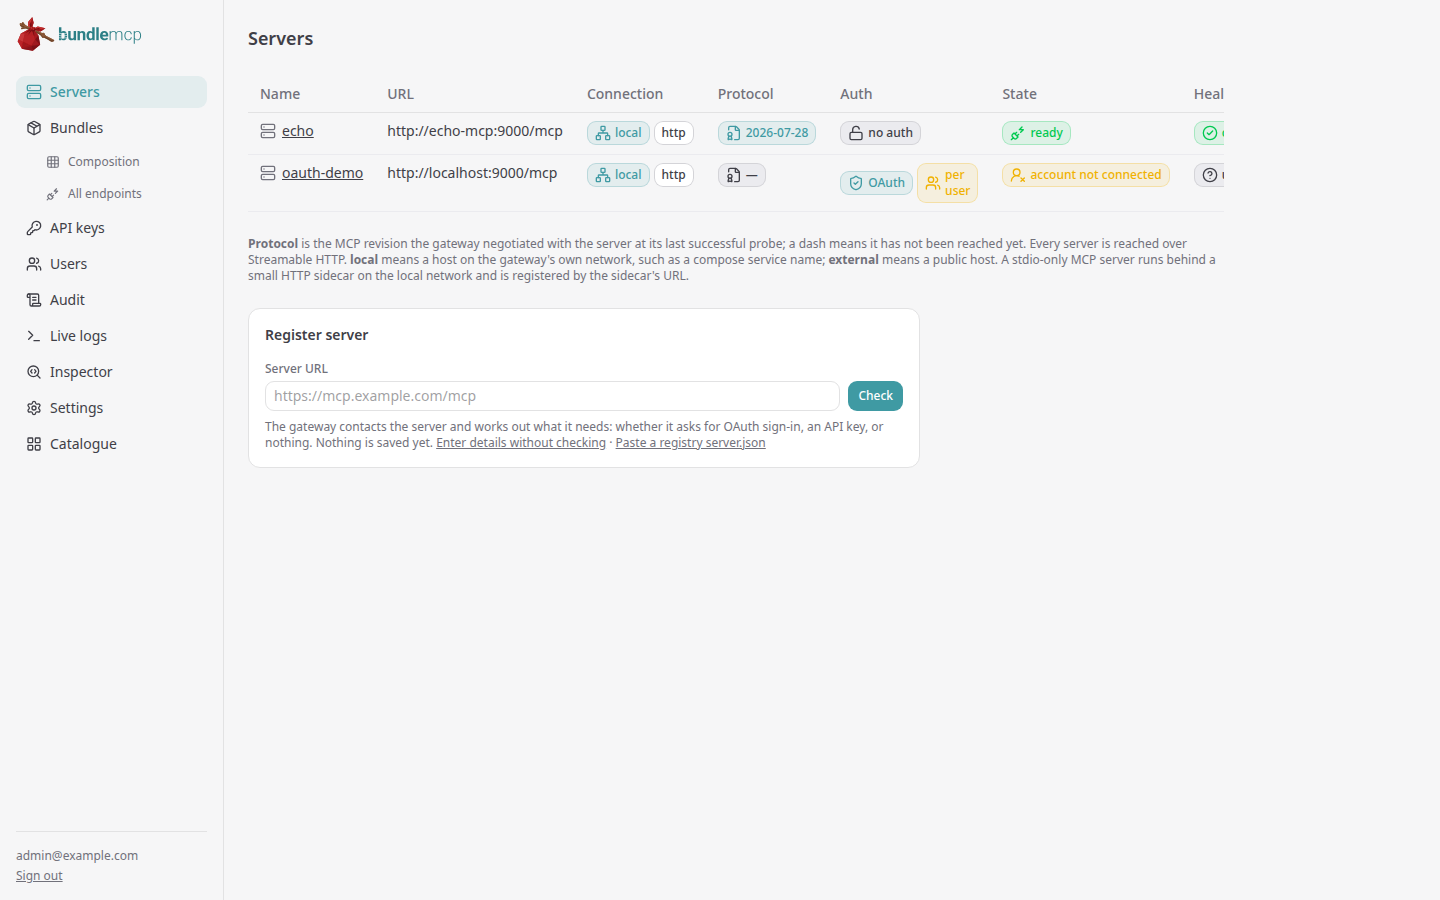 bundlemcp
Servers
Bundles
Composition
All endpoints
API keys
Users
Audit
Live logs
Inspector
Settings
Catalogue
admin@example.com
Sign out
Servers
Name URL Connection Protocol Auth State Heal
echo http://echo-mcp:9000/mcp local http 2026-07-28 no auth ready
oauth-demo http://localhost:9000/mcp local http — OAuth per user account not connected
Protocol is the MCP revision the gateway negotiated with the server at its last successful probe; a dash means it has not been reached yet. Every server is reached over
Streamable HTTP. local means a host on the gateway's own network, such as a compose service name; external means a public host. A stdio-only MCP server runs behind a
small HTTP sidecar on the local network and is registered by the sidecar's URL.
Register server
Server URL
https://mcp.example.com/mcp
Check
The gateway contacts the server and works out what it needs: whether it asks for OAuth sign-in, an API key, or
nothing. Nothing is saved yet. Enter details without checking · Paste a registry server.json